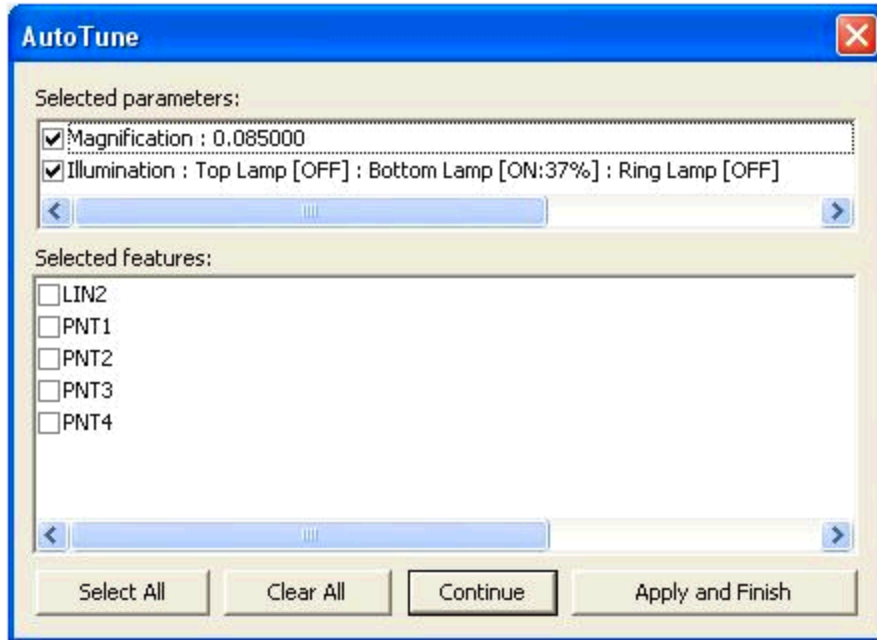 AutoTune
Selected parameters:
Magnification : 0.085000
Illumination : Top Lamp [OFF] : Bottom Lamp [ON:37%] : Ring Lamp [OFF]
Selected features:
LIN2
PNT1
PNT2
PNT3
PNT4
Select All Clear All Continue Apply and Finish